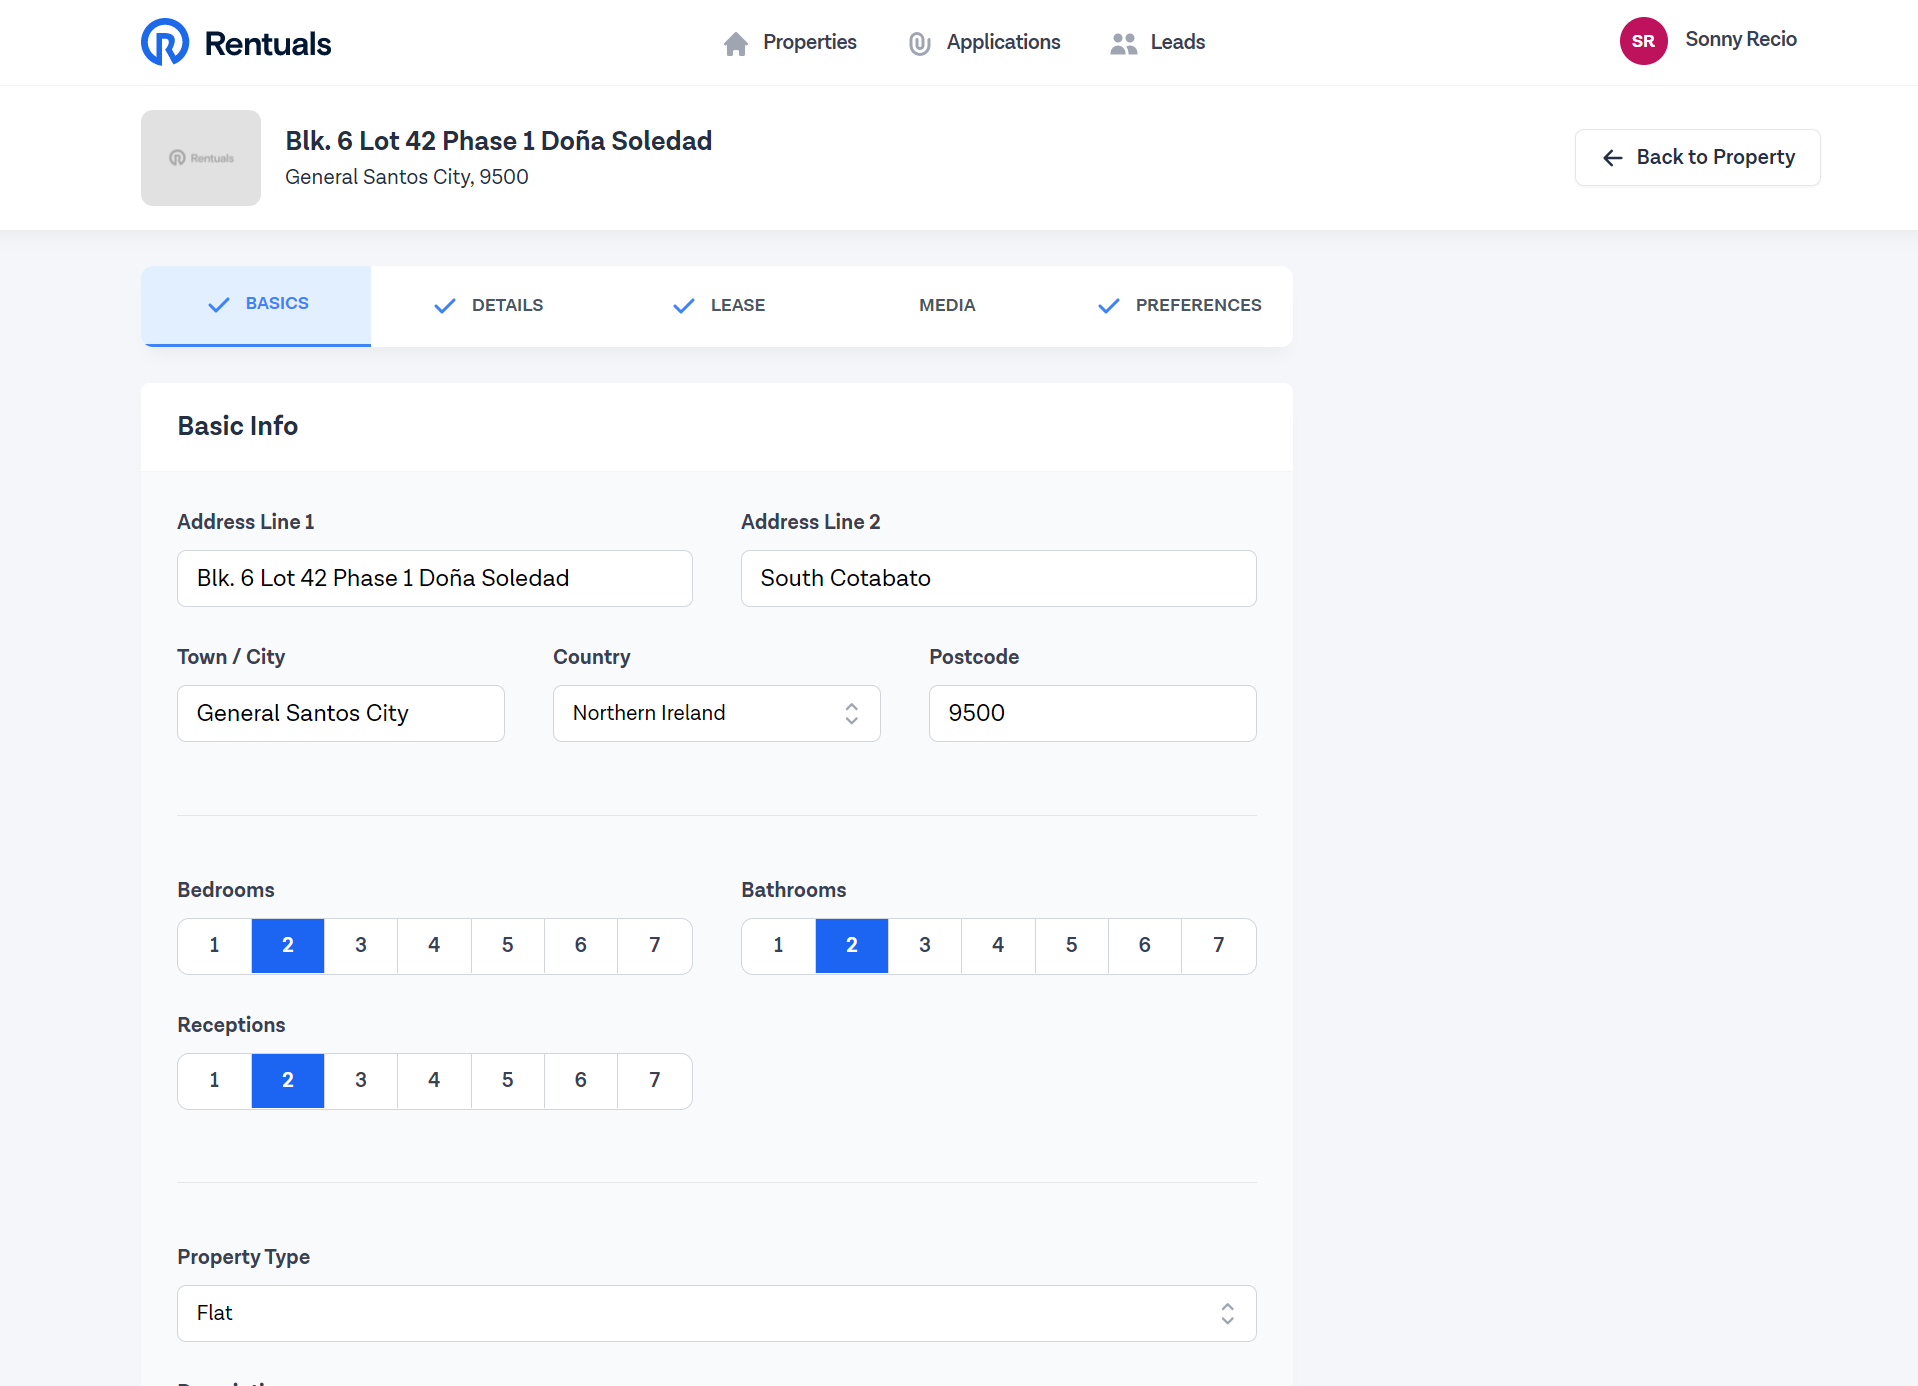 Rentuals
Properties
Applications
Leads
SR
Sonny Recio
Rentuals
Blk. 6 Lot 42 Phase 1 Doña Soledad
General Santos City, 9500
Back to Property
BASICS
DETAILS
LEASE
MEDIA
PREFERENCES
Basic Info
Address Line 1
Address Line 2
Blk. 6 Lot 42 Phase 1 Doña Soledad
South Cotabato
Town / City
Country
Postcode
General Santos City
Northern Ireland
9500
Bedrooms
Bathrooms
1 2 3 4 5 6 7
1 2 3 4 5 6 7
Receptions
1 2 3 4 5 6 7
Property Type
Flat